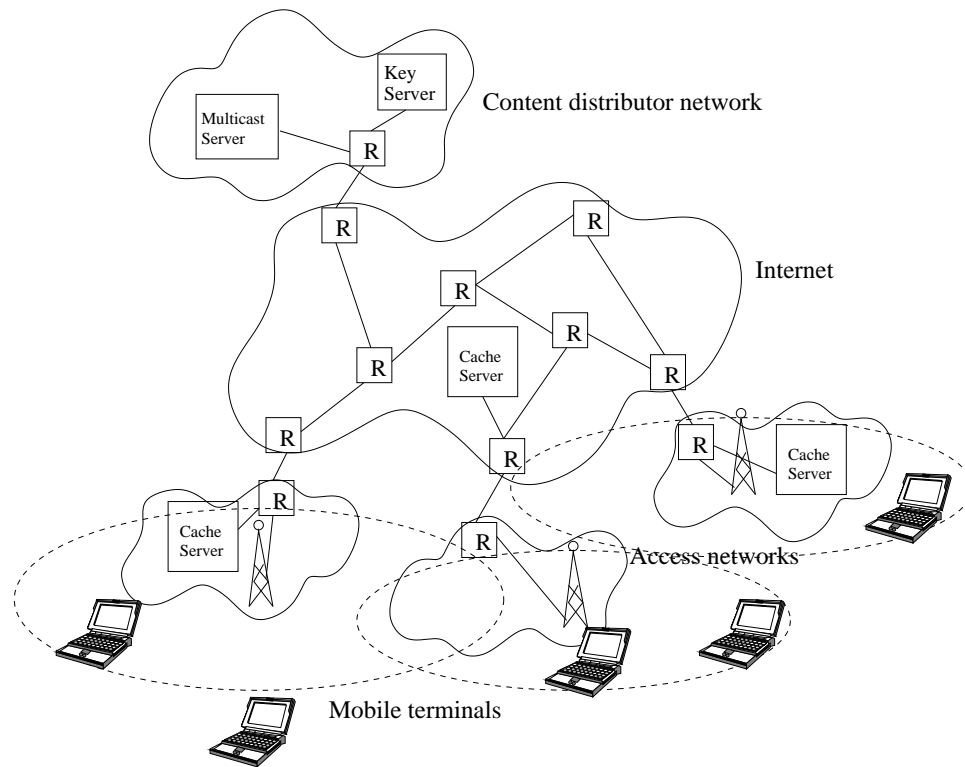 Key
Server
Content distributor network
Multicast
Server
R
R
R
Internet
R
R
Cache
Server
R
R
R
R
R
Cache
Server
R
Cache
Server
R
Access networks
Mobile terminals